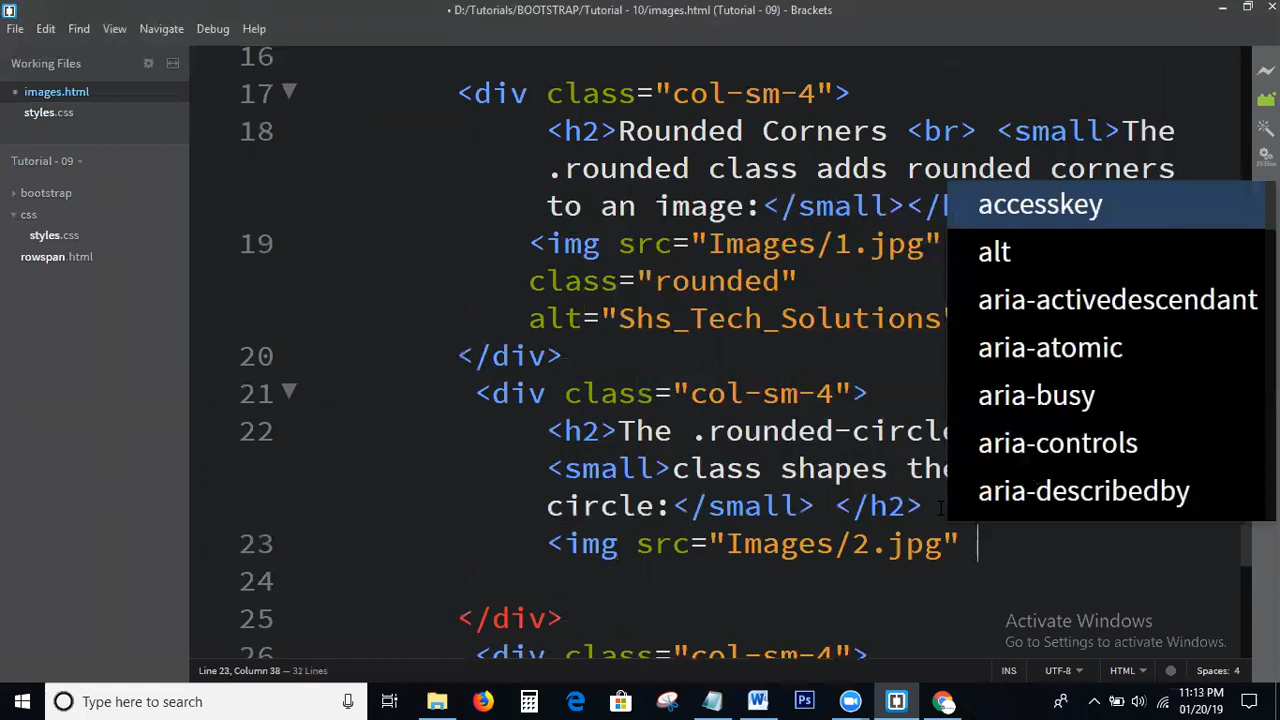 • D:/Tutorials/BOOTSTRAP/Tutorial - 10/images.html (Tutorial - 09) - Brackets
File Edit Find View Navigate Debug Help
Working Files
images.html
styles.css
Tutorial - 09
bootstrap
css
styles.css
rowspan.html
16
17 <div class="col-sm-4">
18 <h2>Rounded Corners <br> <small>The
.rounded class adds rounded corners
to an image:</small></h
19 <img src="Images/1.jpg"
class="rounded"
alt="Shs_Tech_Solutions"
20 </div>
21 <div class="col-sm-4">
22 <h2>The .rounded-circle
<small>class shapes the
circle:</small> </h2>
23 <img src="Images/2.jpg"
24
25 </div>
26 <div class="col-sm-4">
accesskey
alt
aria-activedescendant
aria-atomic
aria-busy
aria-controls
aria-describedby
Activate Windows
Go to Settings to activate Windows.
Line 23, Column 38 — 32 Lines
INS UTF-8 HTML Spaces: 4
Type here to search
11:13 PM
01/20/19